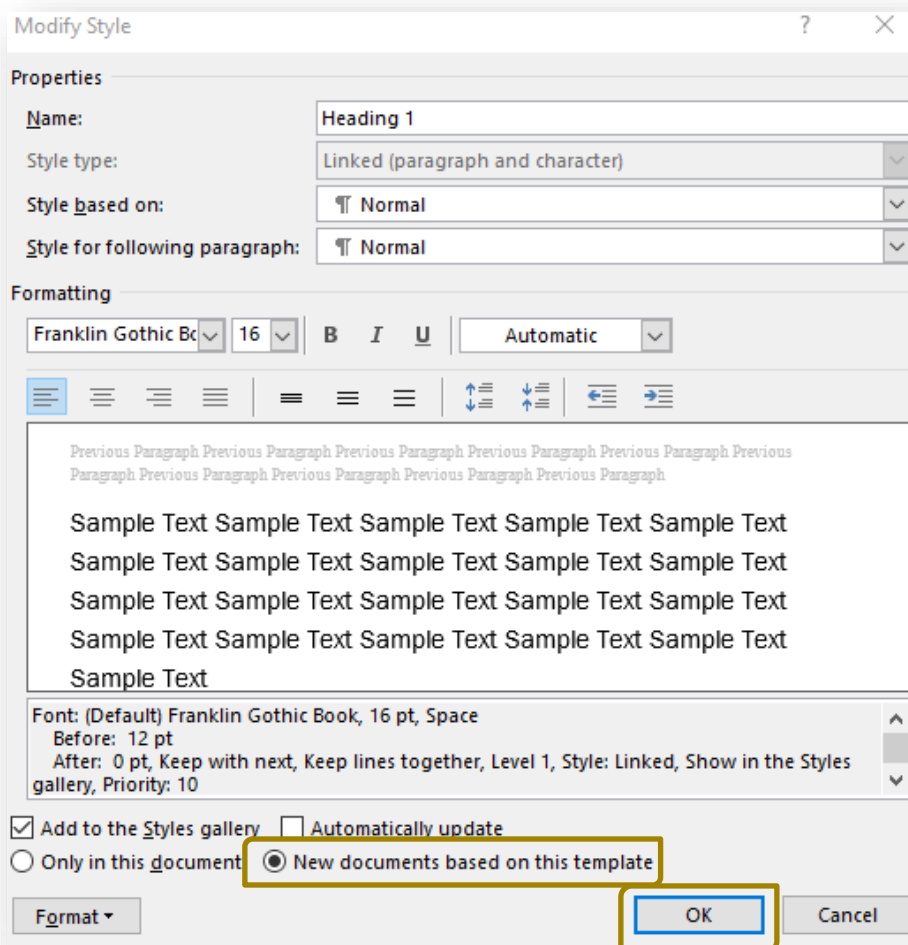 Modify Style ?
Properties
Name: Heading 1
Style type: Linked (paragraph and character)
Style based on: ¶ Normal
Style for following paragraph: ¶ Normal
Formatting
Franklin Gothic Bo 16 B I U Automatic
Previous Paragraph Previous Paragraph Previous Paragraph Previous Paragraph Previous Paragraph Previous
Paragraph Previous Paragraph Previous Paragraph Previous Paragraph Previous Paragraph
Sample Text Sample Text Sample Text Sample Text Sample Text
Sample Text Sample Text Sample Text Sample Text Sample Text
Sample Text Sample Text Sample Text Sample Text Sample Text
Sample Text Sample Text Sample Text Sample Text Sample Text
Sample Text
Font: (Default) Franklin Gothic Book, 16 pt, Space
Before: 12 pt
After: 0 pt, Keep with next, Keep lines together, Level 1, Style: Linked, Show in the Styles
gallery, Priority: 10
Add to the Styles gallery Automatically update
Only in this document New documents based on this template
Format OK Cancel